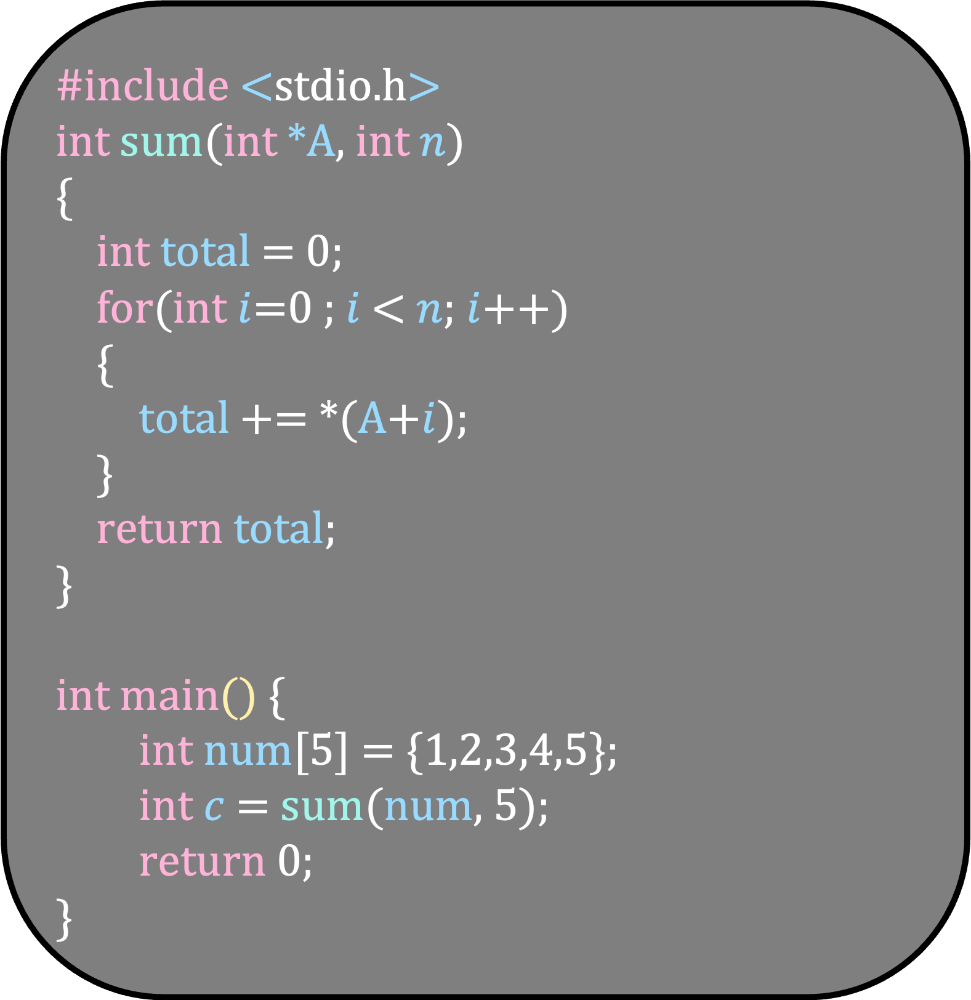 #include <stdio.h>
int sum(int *A, int n)
{
int total = 0;
for(int i=0 ; i < n; i++)
{
total += *(A+i);
}
return total;
}
int main() {
int num[5] = {1,2,3,4,5};
int c = sum(num, 5);
return 0;
}